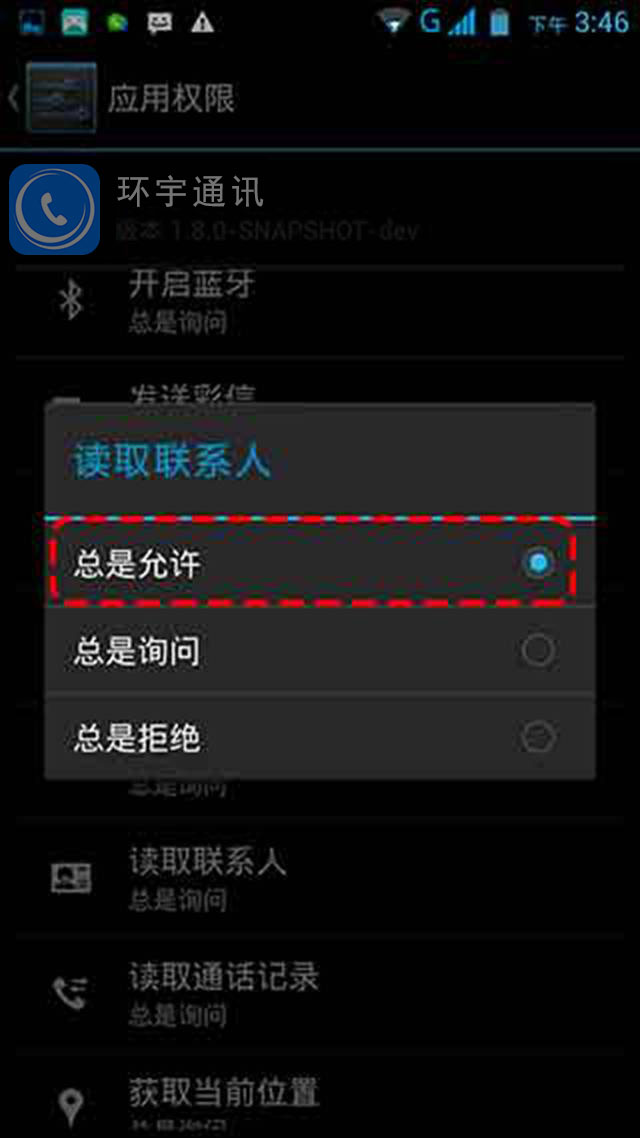 G 下午 3:46
应用权限
环宇通讯
版本 1.8.0-SNAPSHOT-dev
开启蓝牙
总是询问
发送彩信
读取联系人
总是允许
总是询问
总是拒绝
总是询问
读取联系人
总是询问
读取通话记录
总是询问
获取当前位置